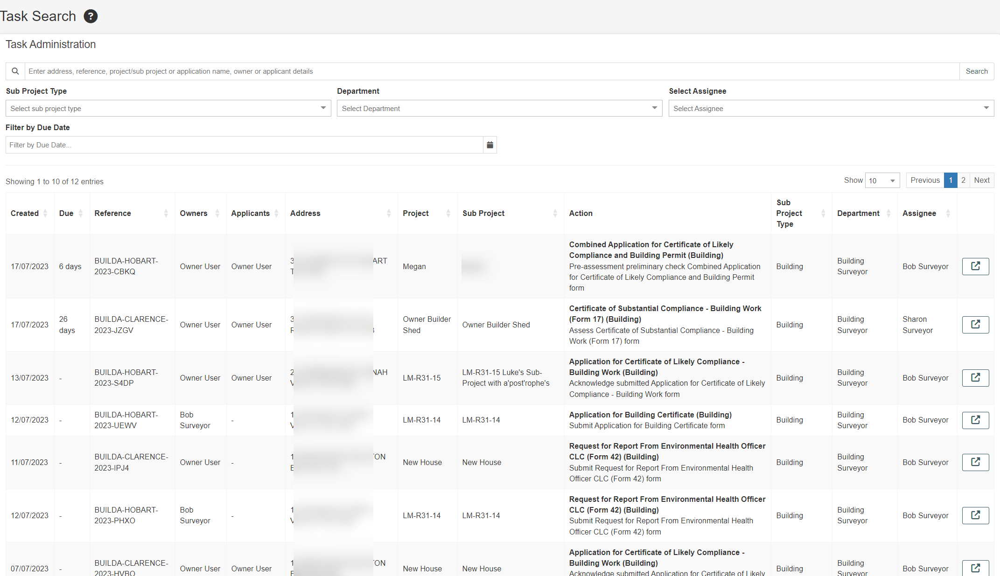 Task Search ?
Task Administration
Enter address, reference, project/sub project or application name, owner or applicant details
Search
Sub Project Type
Department
Select Assignee
Select sub project type
Select Department
Select Assignee
Filter by Due Date
Filter by Due Date...
Showing 1 to 10 of 12 entries
Show 10 Previous 1 2 Next
Created Due Reference Owners Applicants Address Project Sub Project Action Sub Project Type Department Assignee
Combined Application for Certificate of Likely
Compliance and Building Permit (Building)
17/07/2023 6 days BUILDA-HOBART-2023-CBKQ Owner User Owner User Megan
Pre-assessment preliminary check Combined Application
for Certificate of Likely Compliance and Building Permit
form
Building Building Surveyor Bob Surveyor
17/07/2023 26 days BUILDA-CLARENCE-2023-JZGV Owner User Owner User Owner Builder Shed Owner Builder Shed
Certificate of Substantial Compliance - Building Work
(Form 17) (Building)
Assess Certificate of Substantial Compliance - Building
Work (Form 17) form
Building Building Surveyor Sharon Surveyor
13/07/2023 - BUILDA-HOBART-2023-S4DP Owner User Owner User LM-R31-15 LM-R31-15 Luke's Sub-Project with a'post'rophe's
Application for Certificate of Likely Compliance -
Building Work (Building)
Acknowledge submitted Application for Certificate of Likely
Compliance - Building Work form
Building Building Surveyor Bob Surveyor
12/07/2023 - BUILDA-HOBART-2023-UEWV Bob Surveyor - LM-R31-14 LM-R31-14
Application for Building Certificate (Building)
Submit Application for Building Certificate form
Building Building Surveyor Bob Surveyor
11/07/2023 - BUILDA-CLARENCE-2023-IPJ4 Owner User - New House New House
Request for Report From Environmental Health Officer
CLC (Form 42) (Building)
Submit Request for Report From Environmental Health
Officer CLC (Form 42) form
Building Building Surveyor Bob Surveyor
12/07/2023 - BUILDA-HOBART-2023-PHXO Bob Surveyor - LM-R31-14 LM-R31-14
Request for Report From Environmental Health Officer
CLC (Form 42) (Building)
Submit Request for Report From Environmental Health
Officer CLC (Form 42) form
Building Building Surveyor Bob Surveyor
07/07/2023 - BUILDA-CLARENCE-2023-HVBO Owner User Owner User New House New House
Application for Certificate of Likely Compliance -
Building Work (Building)
Acknowledge submitted Application for Certificate of Likely
Building Building Surveyor Bob Surveyor